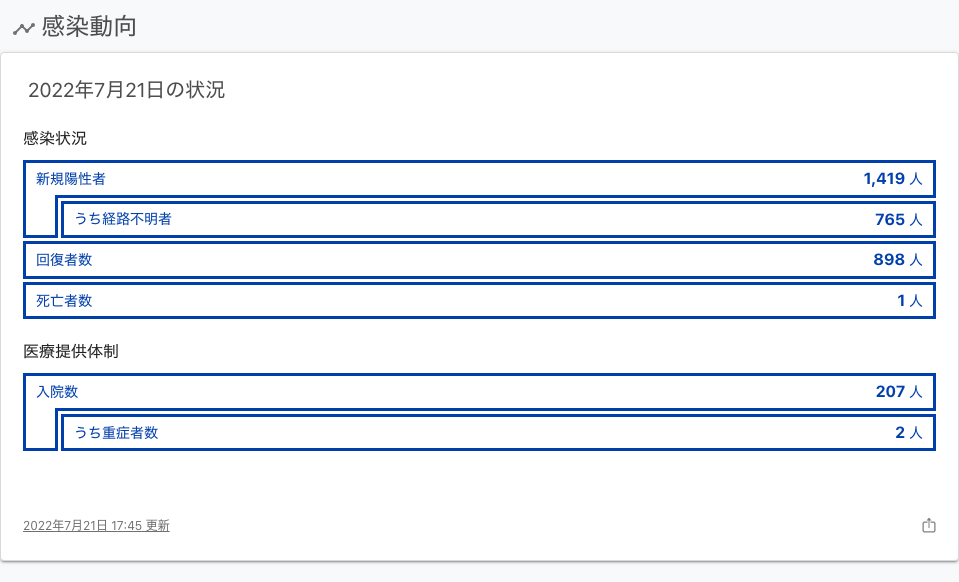 感染動向
2022年7月21日の状況
感染状況
新規陽性者 1,419 人
うち経路不明者 765 人
回復者数 898 人
死亡者数 1 人
医療提供体制
入院数 207 人
うち重症者数 2 人
2022年7月21日 17:45 更新